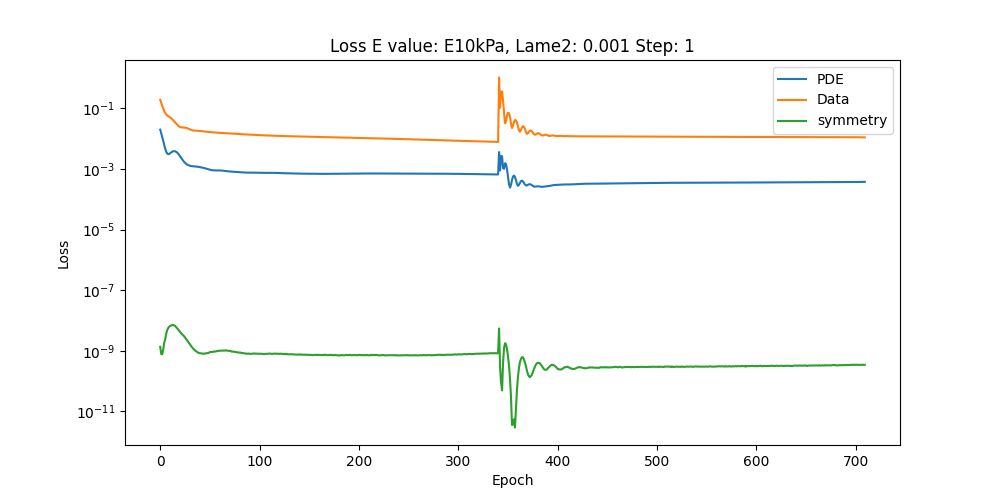 Loss E value: E10kPa, Lame2: 0.001 Step: 1
PDE
Data
symmetry
Loss
10⁻¹
10⁻³
10⁻⁵
10⁻⁷
10⁻⁹
10⁻¹¹
0 100 200 300 400 500 600 700
Epoch